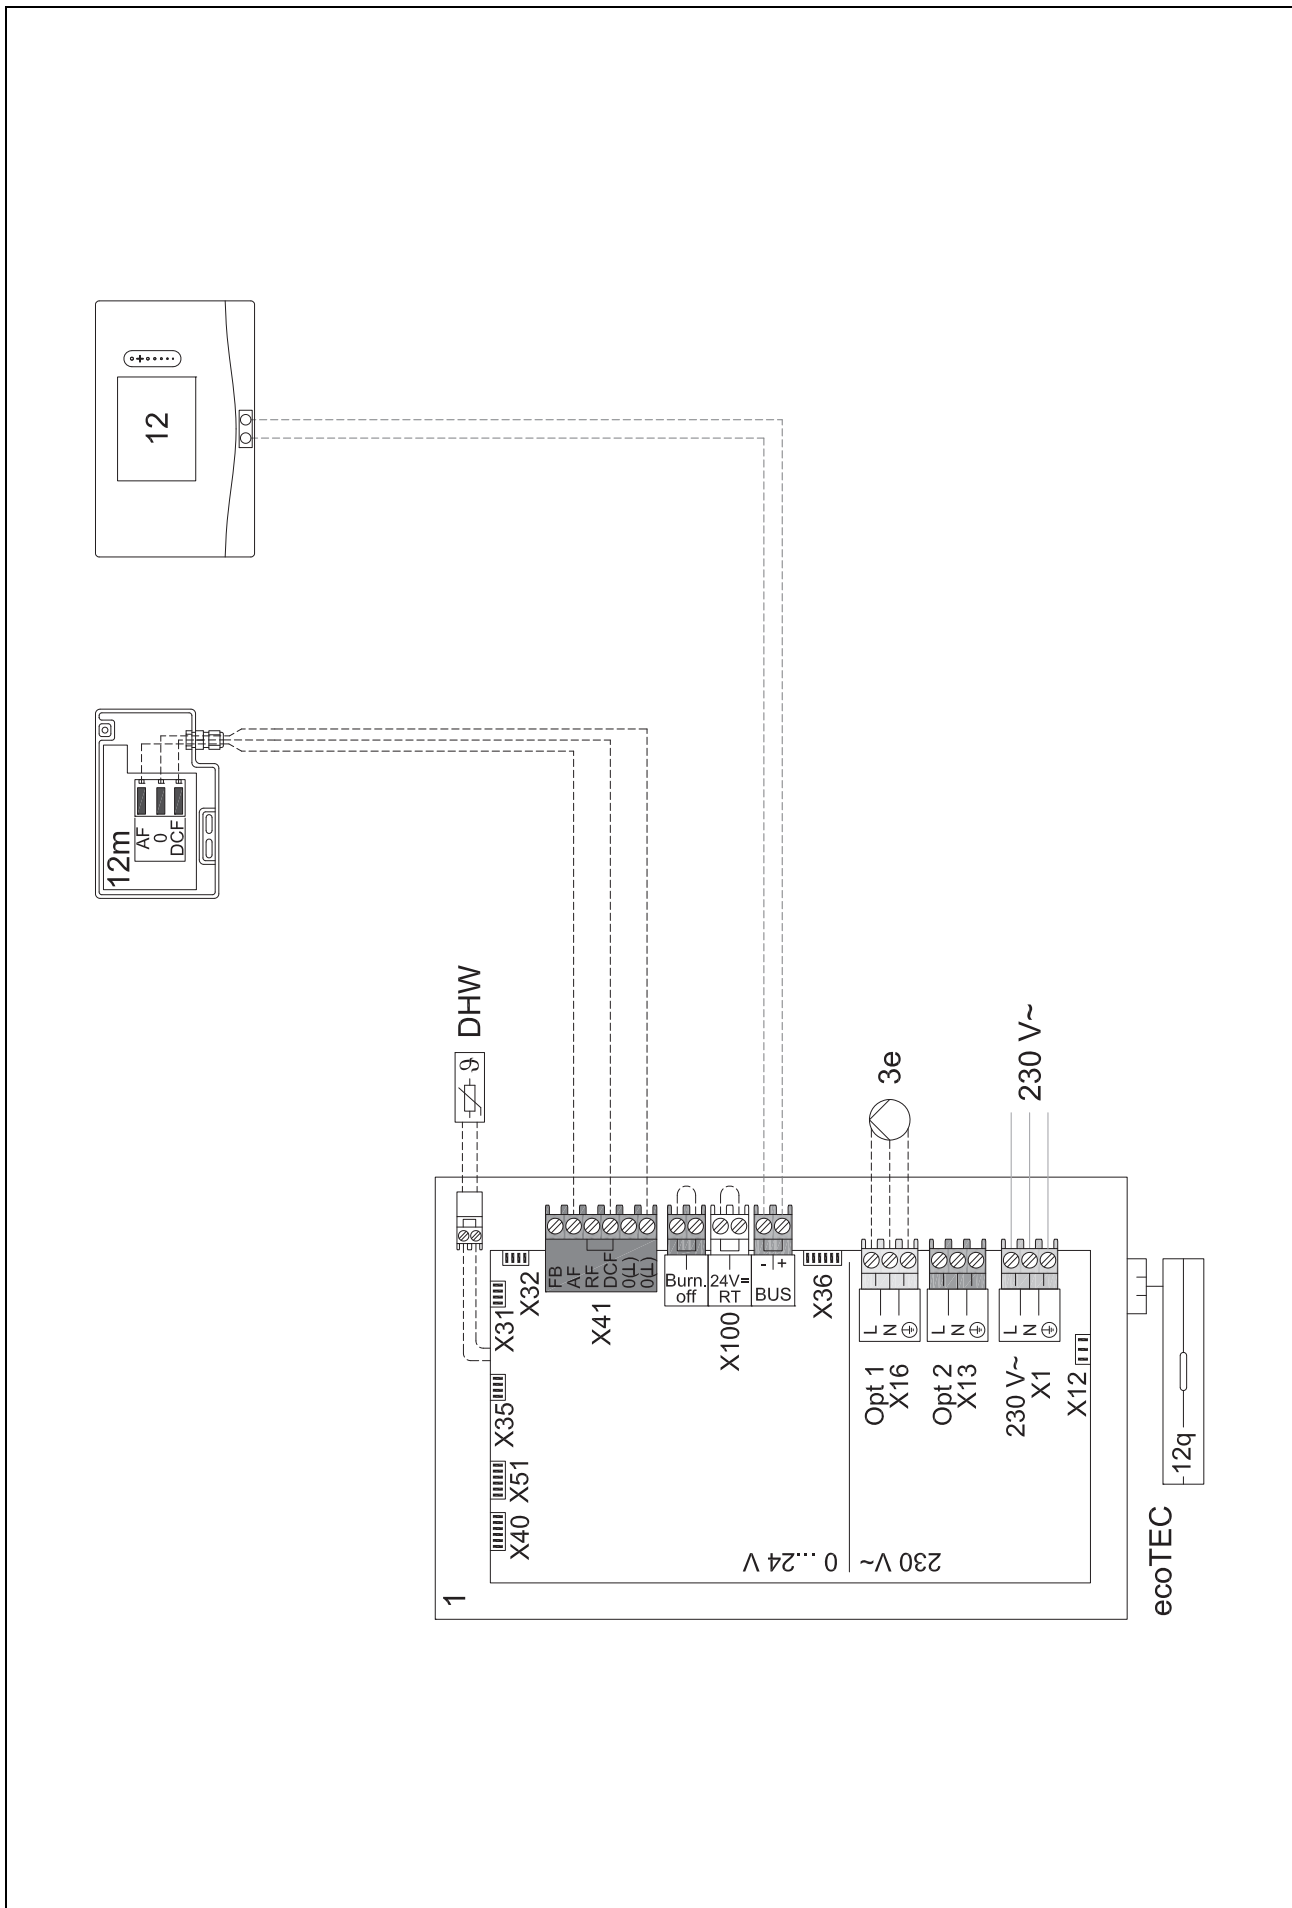 12
12m
AF
0
DCF
DHW
ϑ
3e
230 V~
X32
X31
X35
X51
X40
FB
AF
RF
DCF
0(⊥)
0(⊥)
X41
Burn.
off
24V=
RT
X100
- +
BUS
X36
L
N
Opt 1
X16
L
N
Opt 2
X13
L
N
230 V~
X1
X12
0 ...24 V
230 V~
1
ecoTEC
12q